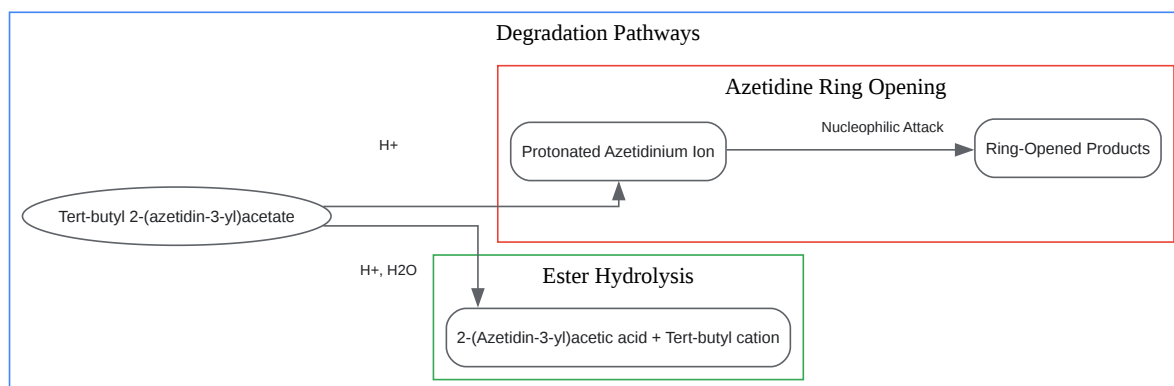 Degradation Pathways
Azetidine Ring Opening
H+
Nucleophilic Attack
Protonated Azetidinium Ion
Ring-Opened Products
Tert-butyl 2-(azetidin-3-yl)acetate
H+, H2O
Ester Hydrolysis
2-(Azetidin-3-yl)acetic acid + Tert-butyl cation